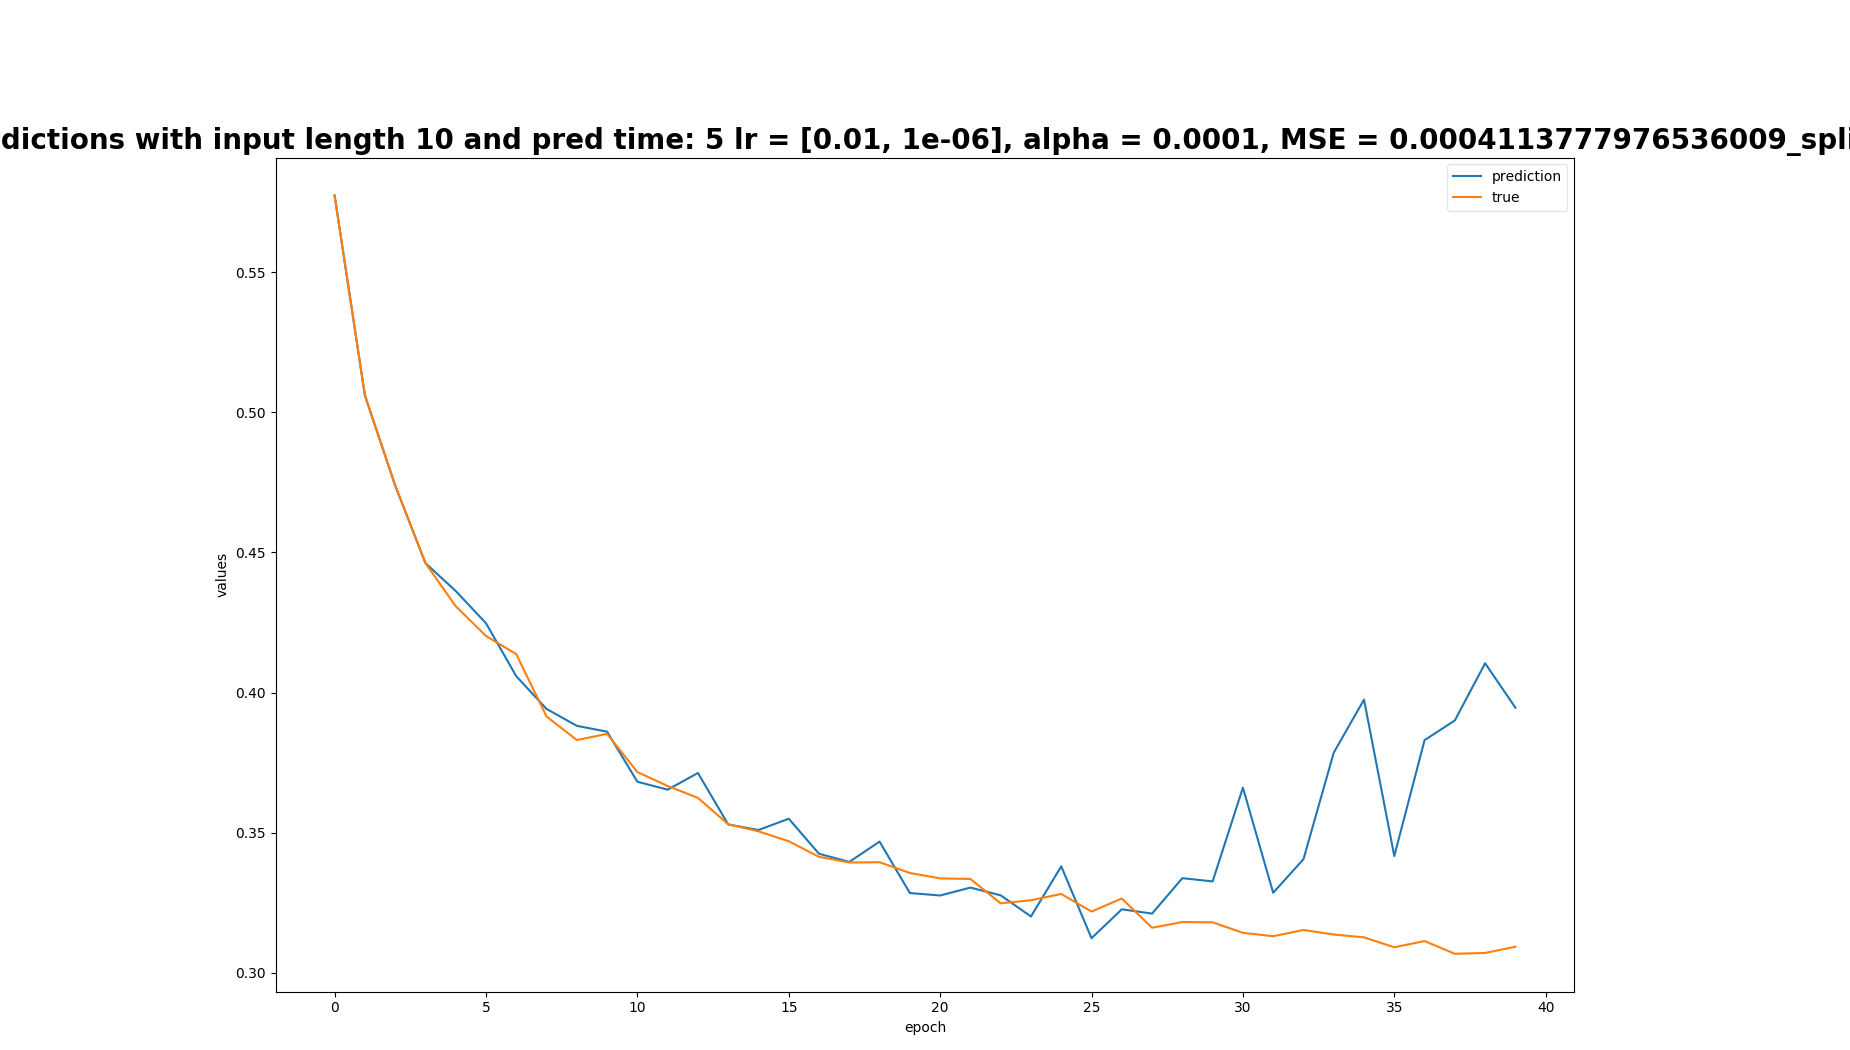 dictions with input length 10 and pred time: 5 lr = [0.01, 1e-06], alpha = 0.0001, MSE = 0.0004113777976536009_spli
prediction
true
0.55
0.50
0.45
0.40
0.35
0.30
values
0 5 10 15 20 25 30 35 40
epoch